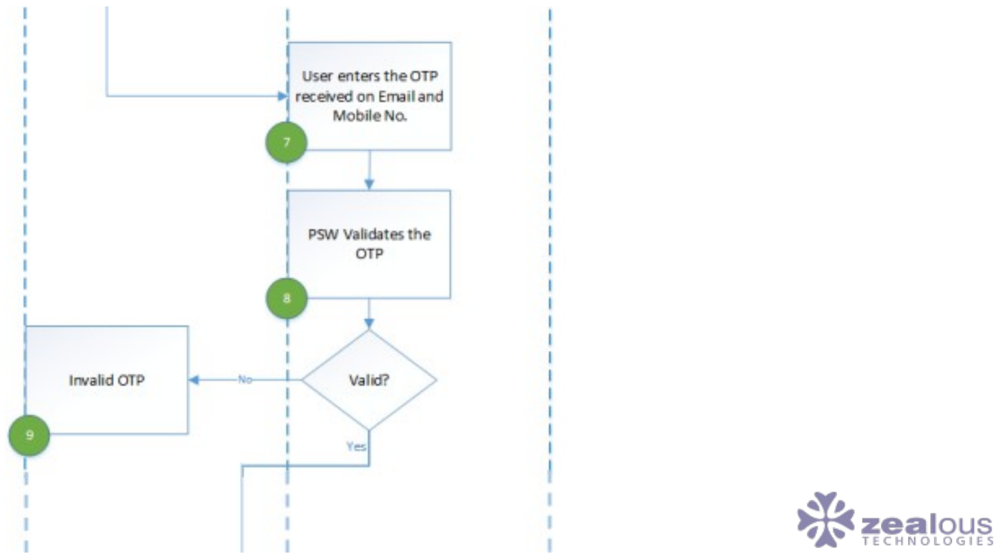 User enters the OTP
received on Email and
Mobile No.
7
PSW Validates the
OTP
8
Invalid OTP
No
Valid?
9
Yes
zealous
TECHNOLOGIES